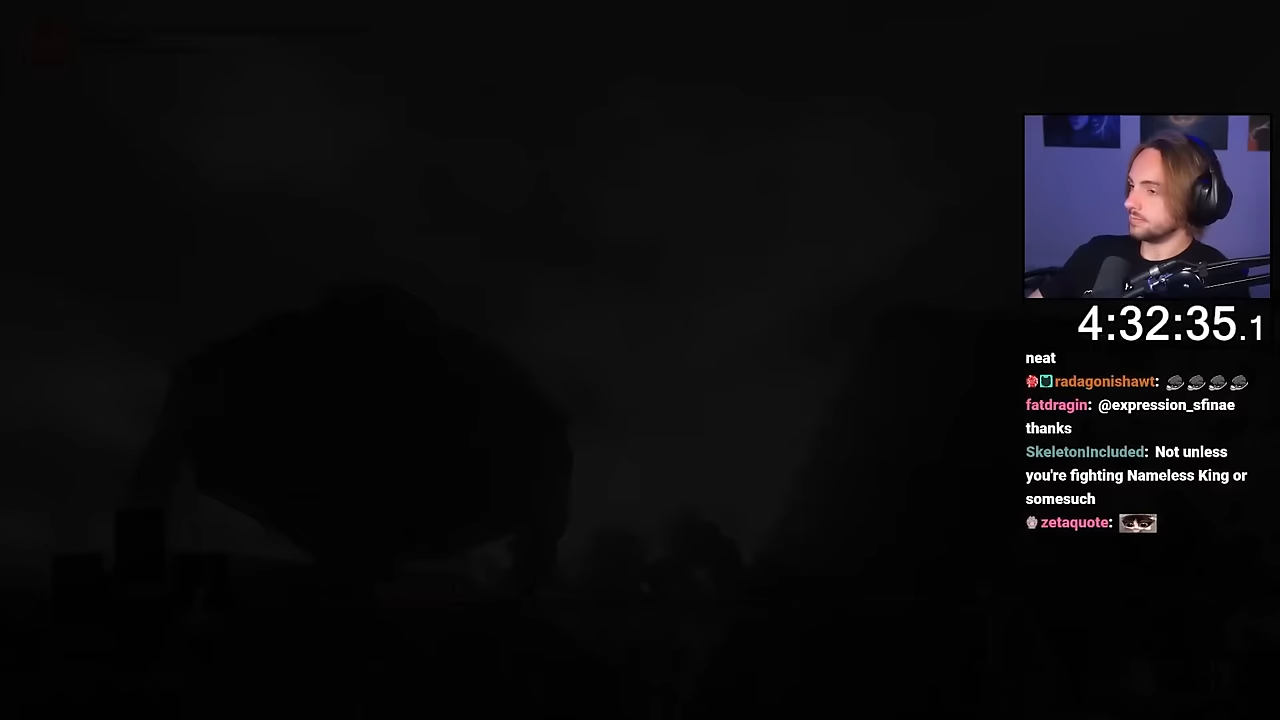 4:32:35.1
neat
radagonishawt:
fatdragin: @expression_sfinae
thanks
SkeletonIncluded: Not unless
you're fighting Nameless King or
somesuch
zetaquote: